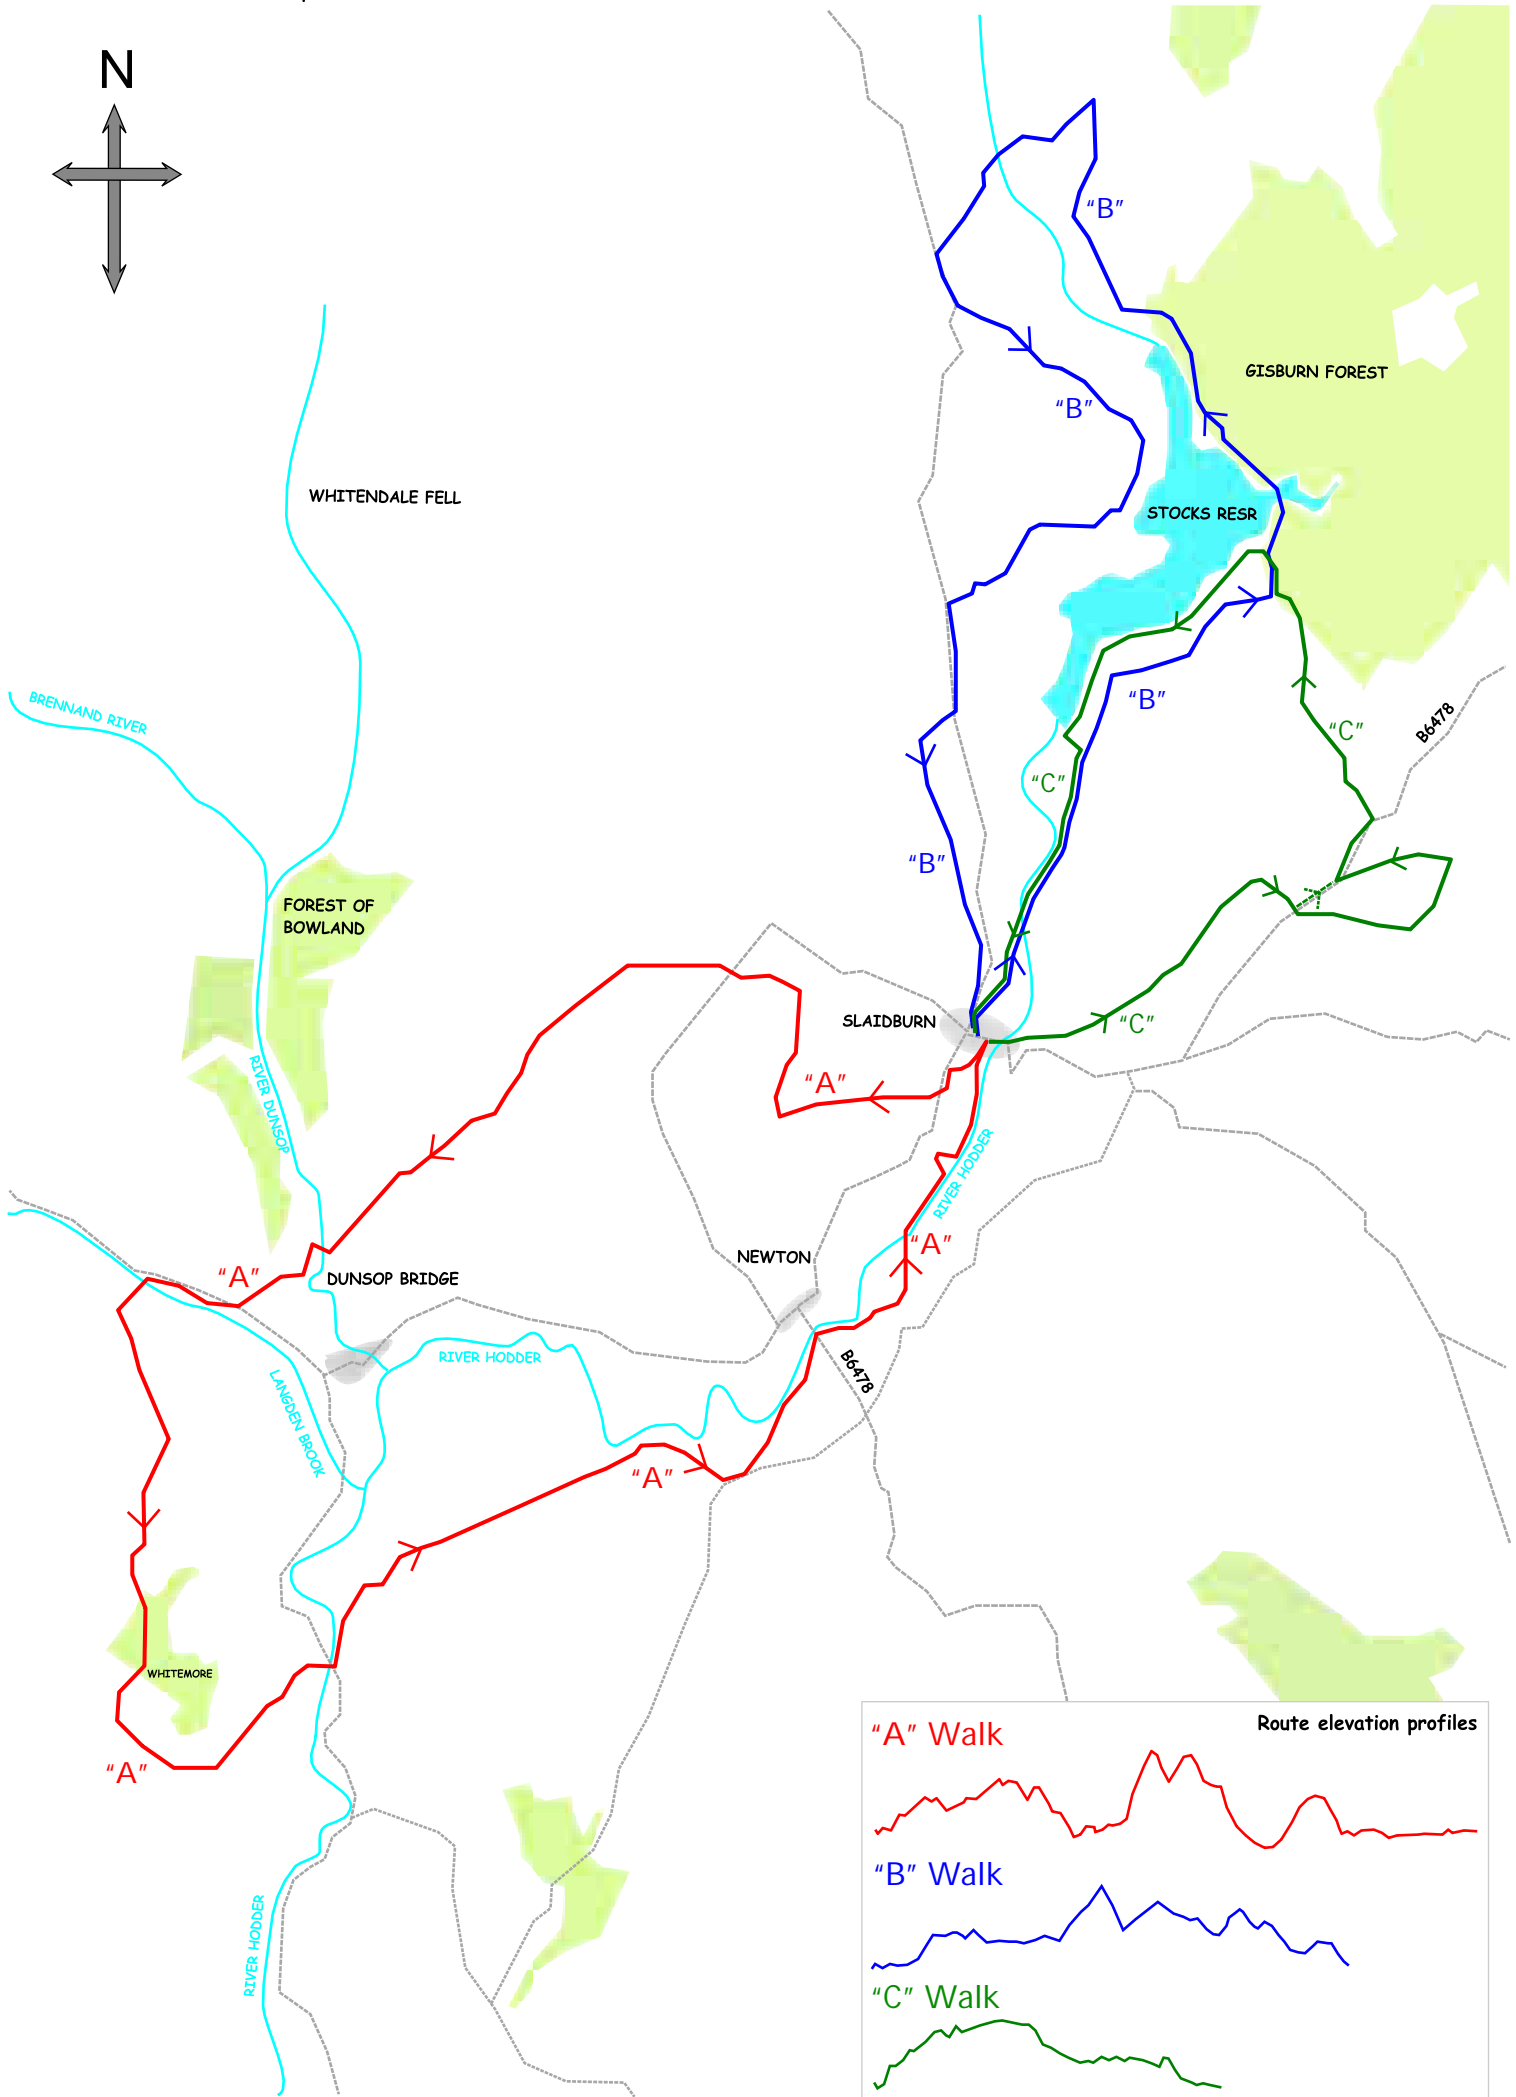 N
“B”
GISBURN FOREST
“B”
WHITENDALE FELL
STOCKS RESR
“B”
BRENNAND RIVER
B6478
“C”
“C”
“B”
FOREST OF
BOWLAND
SLAIDBURN
“C”
“A”
RIVER DUNSOP
RIVER HODDER
“A”
NEWTON
“A”
DUNSOP BRIDGE
RIVER HODDER
B6478
LANGDEN BROOK
“A”
WHITEMORE
“A”
RIVER HODDER
Route elevation profiles
“A” Walk
“B” Walk
“C” Walk